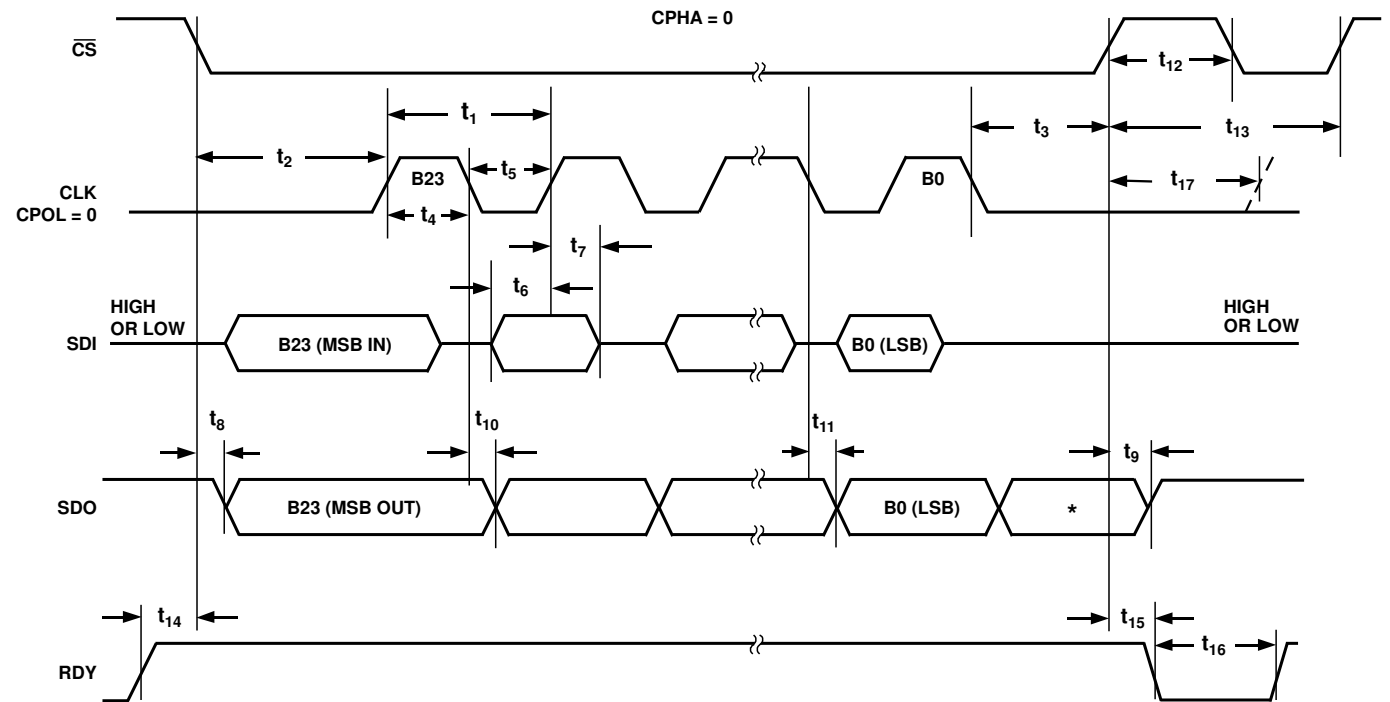 CPHA = 0
CS
t12
t1
t3
t13
t2
t5
t17
B23
B0
CLK
CPOL = 0
t4
t7
t6
HIGH
OR LOW
HIGH
OR LOW
SDI
B23 (MSB IN)
B0 (LSB)
t8
t10
t11
t9
SDO
B23 (MSB OUT)
B0 (LSB)
*
t14
t15
t16
RDY